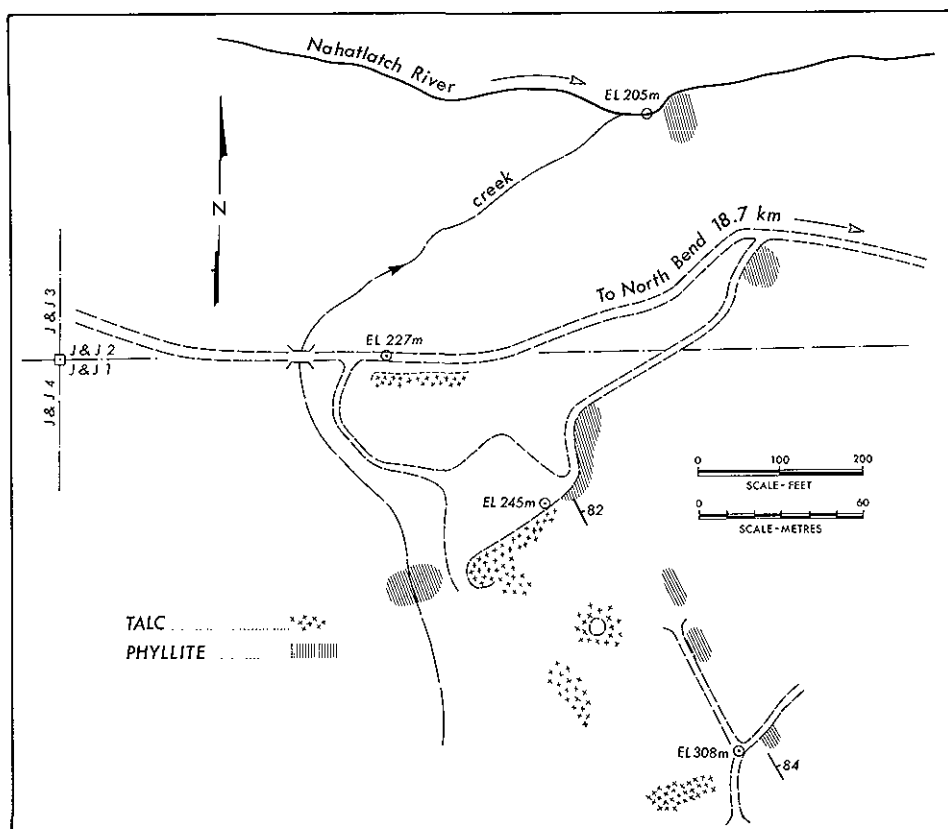 Nahatlatch River
EL 205m
N
creek
To North Bend 18.7 km
J & J 3
J & J 2
J & J 1
J & J 4
EL 227m
0 100 200
SCALE-FEET
0 60
SCALE-METRES
EL 245m
82
TALC
PHYLLITE
EL 308m
84